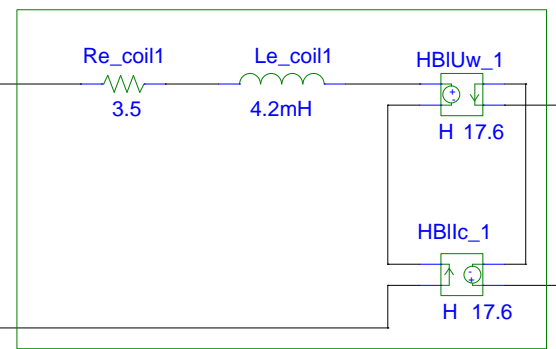 Re_coil1
Le_coil1
HBlUw_1
3.5
4.2mH
+-
H 17.6
HBlIc_1
-+
H 17.6